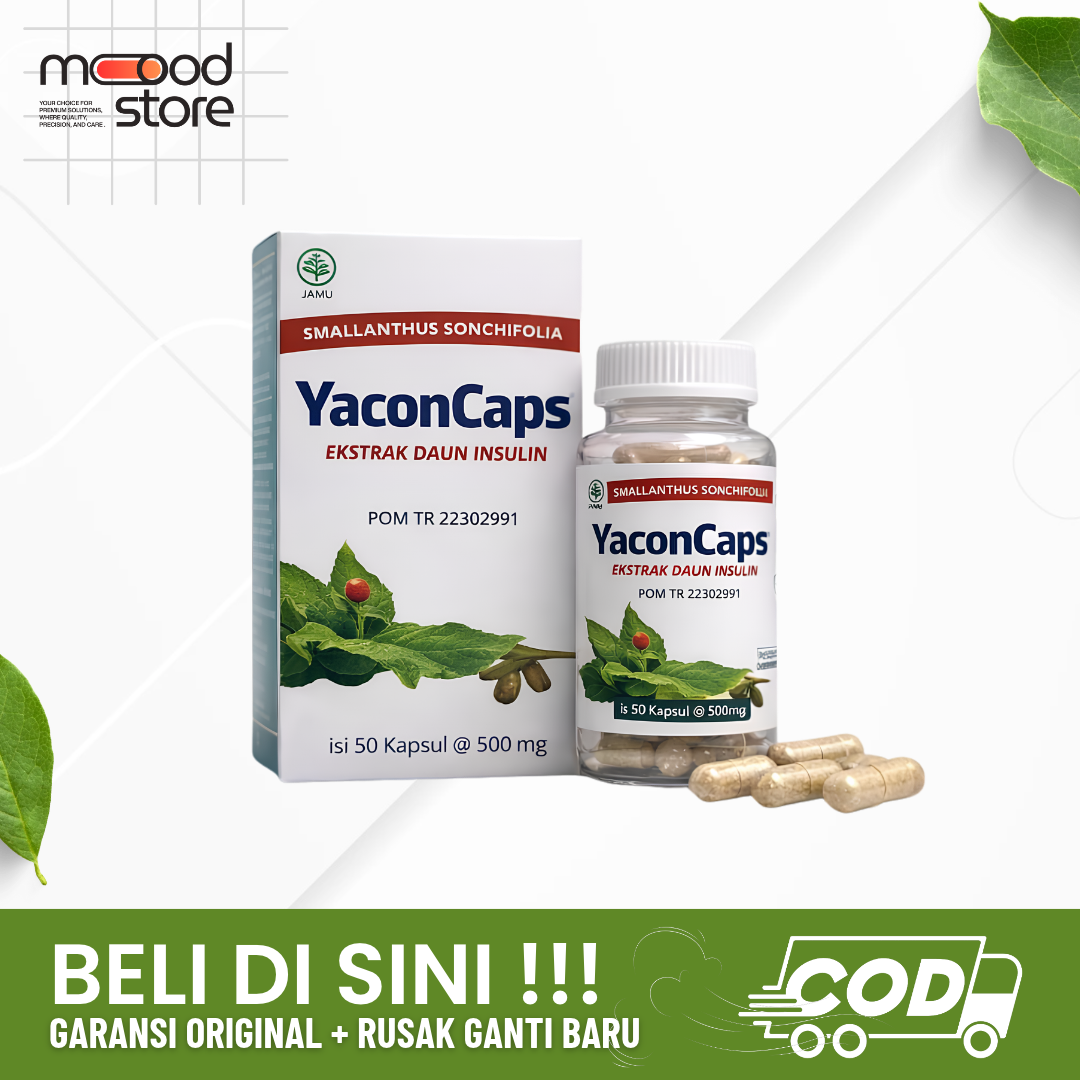 mood
store
YOUR CHOICE FOR
PREMIUM SOLUTIONS,
WHERE QUALITY,
PRECISION, AND CARE.
JAMU
SMALLANTHUS SONCHIFOLIA
YaconCaps
EKSTRAK DAUN INSULIN
POM TR 22302991
isi 50 Kapsul @ 500 mg
SMALLANTHUS SONCHIFOLIA
YaconCaps
EKSTRAK DAUN INSULIN
POM TR 22302991
is 50 Kapsul @ 500mg
BELI DI SINI !!!
GARANSI ORIGINAL + RUSAK GANTI BARU
COD